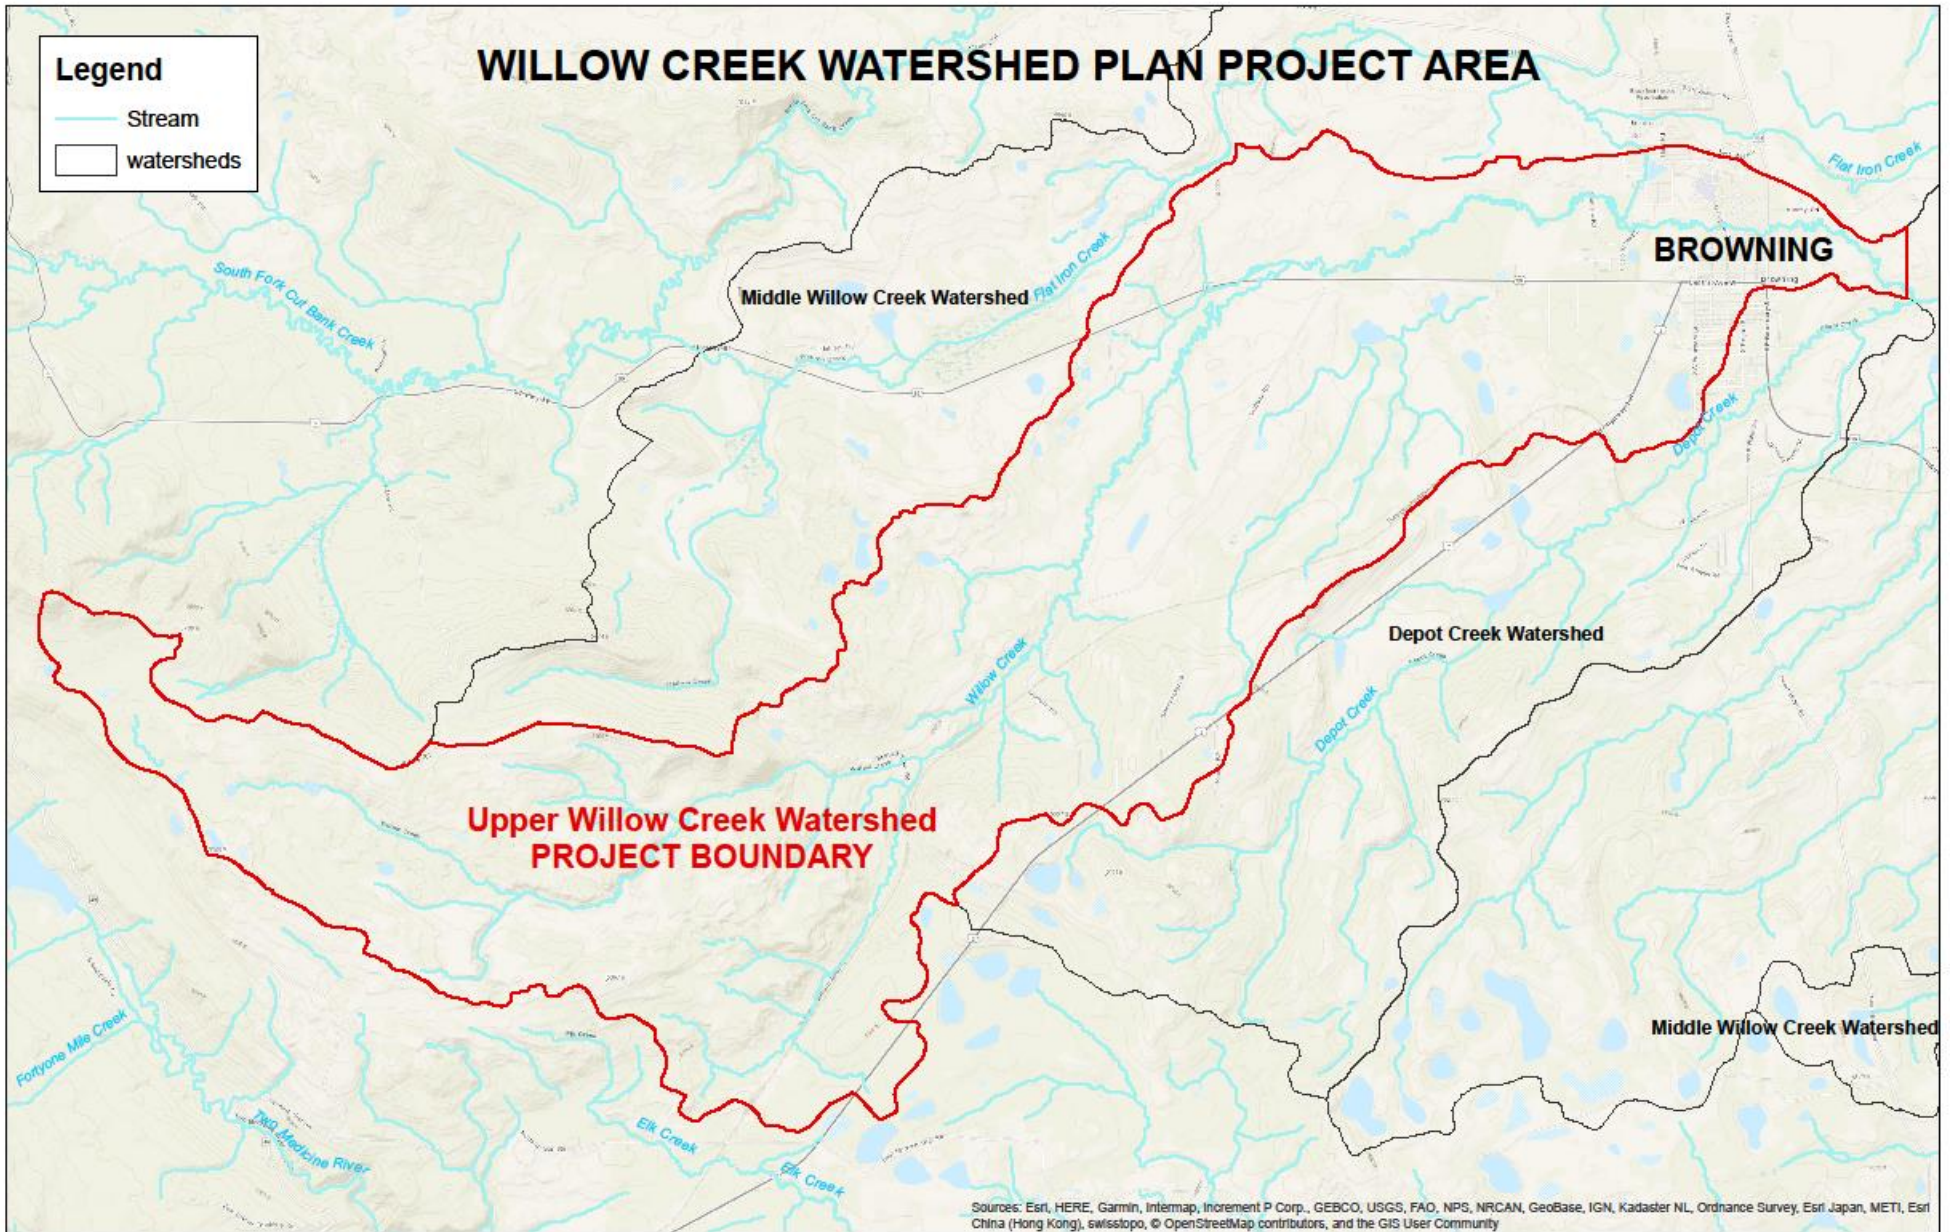 WILLOW CREEK WATERSHED PLAN PROJECT AREA
Legend
Stream
watersheds
Flat Iron Creek
BROWNING
Browning
South Fork Cut Bank Creek
Middle Willow Creek Watershed
Flat Iron Creek
Depot Creek
Willow Creek
Depot Creek Watershed
Depot Creek
Upper Willow Creek Watershed
PROJECT BOUNDARY
Middle Willow Creek Watershed
Fortyone Mile Creek
Two Medicine River
Elk Creek
Elk Creek
Sources: Esri, HERE, Garmin, Intermap, increment P Corp., GEBCO, USGS, FAO, NPS, NRCAN, GeoBase, IGN, Kadaster NL, Ordnance Survey, Esri Japan, METI, Esri
China (Hong Kong), swisstopo, © OpenStreetMap contributors, and the GIS User Community